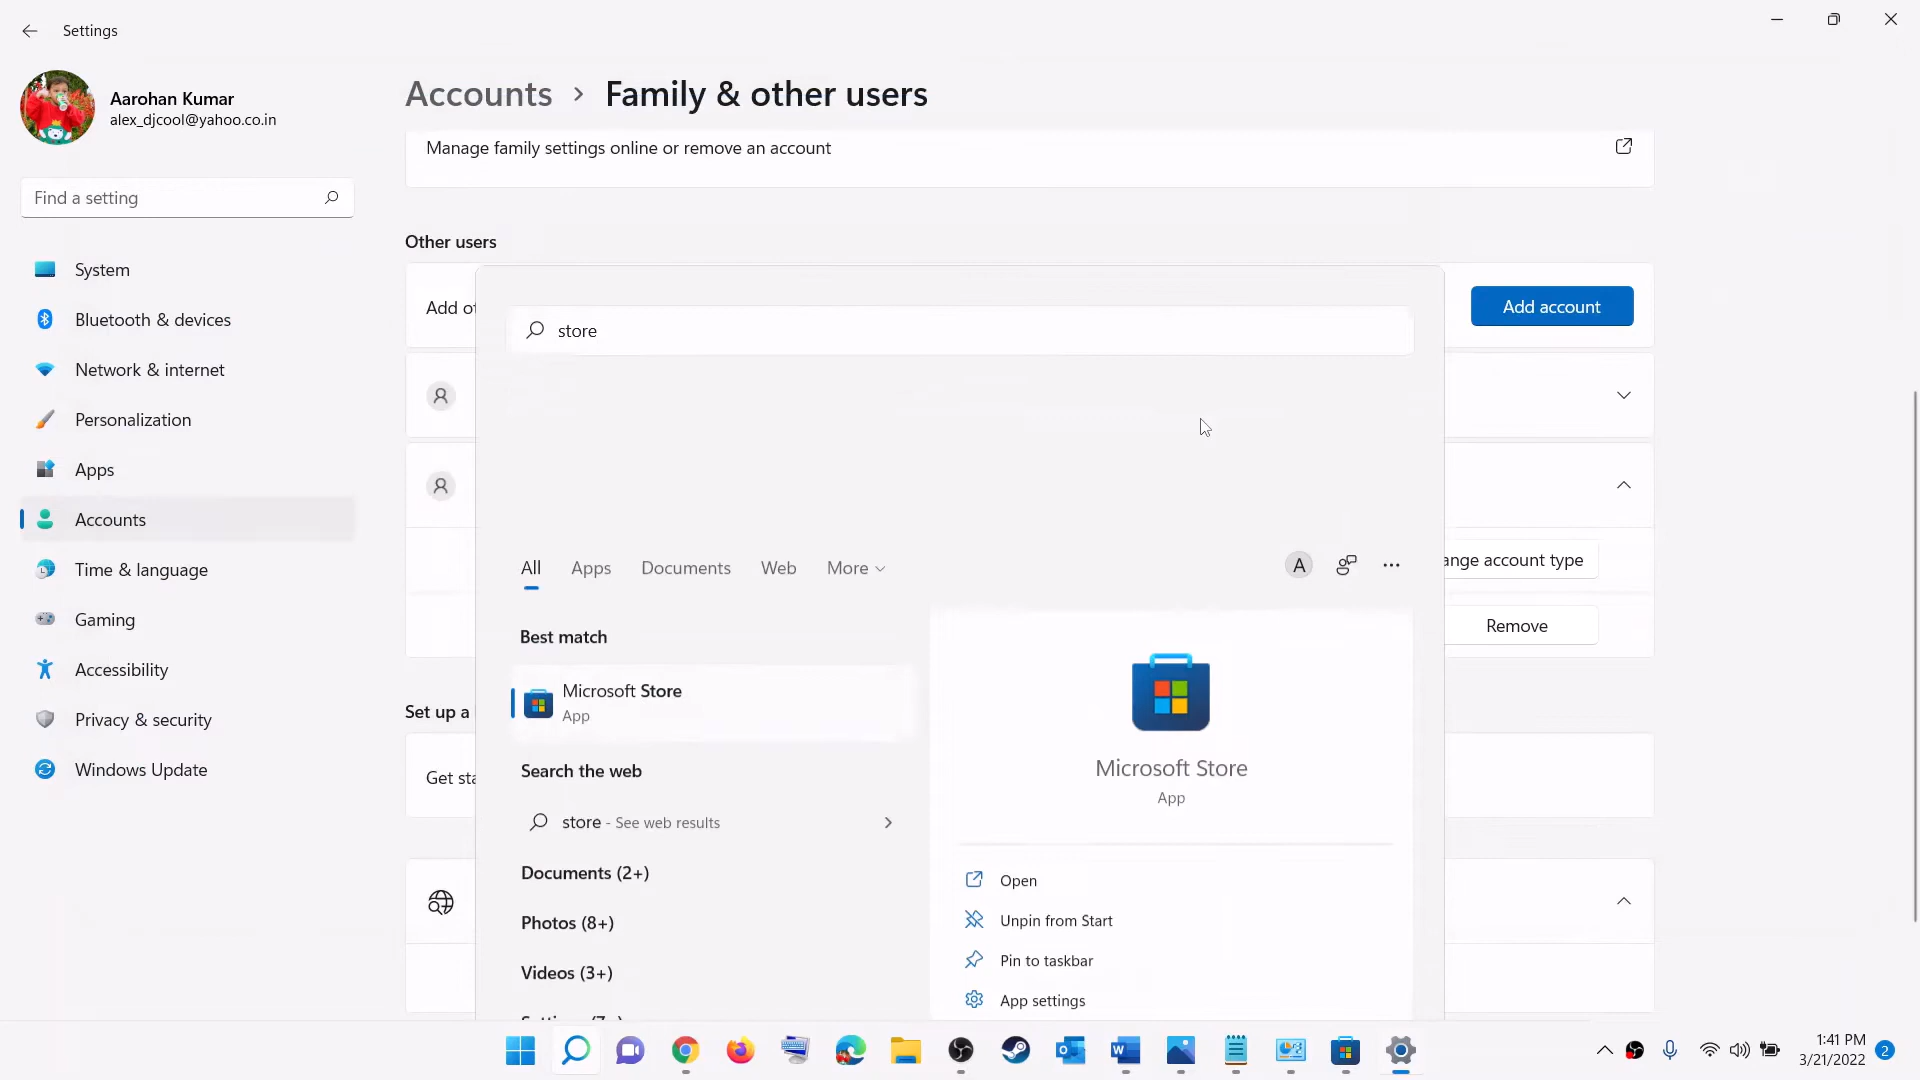 Settings
Aarohan Kumar
alex_djcool@yahoo.co.in
Find a setting
System
Bluetooth & devices
Network & internet
Personalization
Apps
Accounts
Time & language
Gaming
Accessibility
Privacy & security
Windows Update
Accounts > Family & other users
Manage family settings online or remove an account
Other users
Add
Add account
store
All Apps Documents Web More
A
ange account type
Remove
Best match
Microsoft Store
App
Search the web
store - See web results
Documents (2+)
Photos (8+)
Videos (3+)
Microsoft Store
App
Open
Unpin from Start
Pin to taskbar
App settings
Set up a
Get sta
1:41 PM
3/21/2022
2